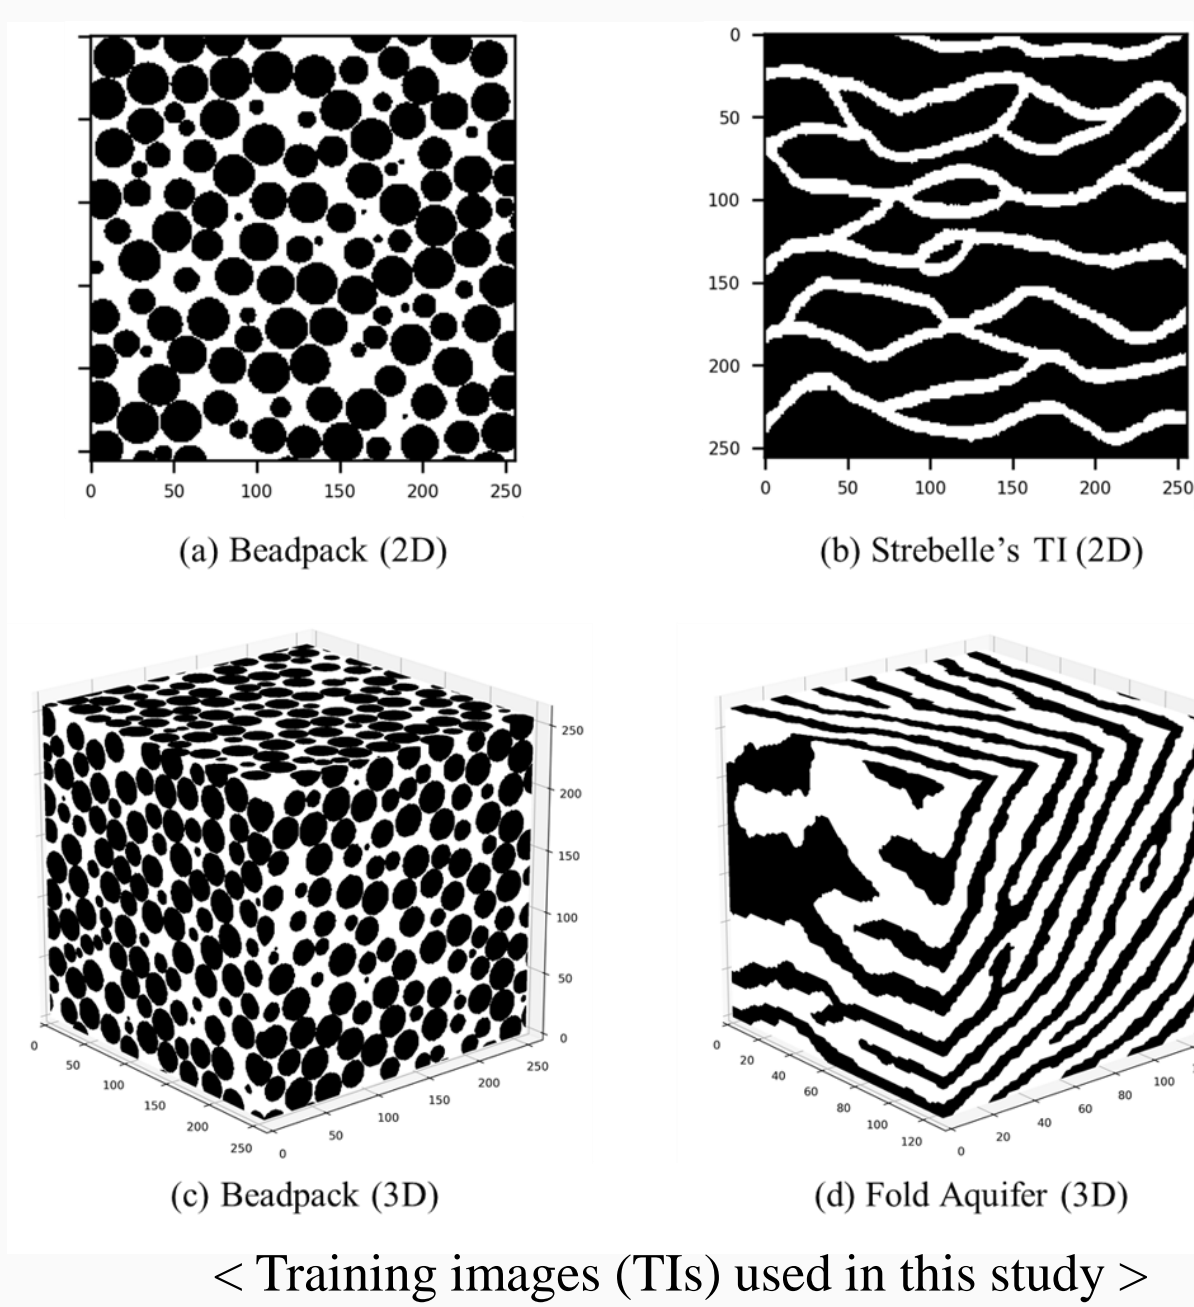 0
50
100
150
200
250
0 50 100 150 200 250
0 50 100 150 200 250
(a) Beadpack (2D)
(b) Strebelle’s TI (2D)
250
200
150
100
50
0
0 50 100 150 200 250
0 50 100 150 200 250
0 20 40 60 80 100 120
0 20 40 60 80 100
(c) Beadpack (3D)
(d) Fold Aquifer (3D)
< Training images (TIs) used in this study >